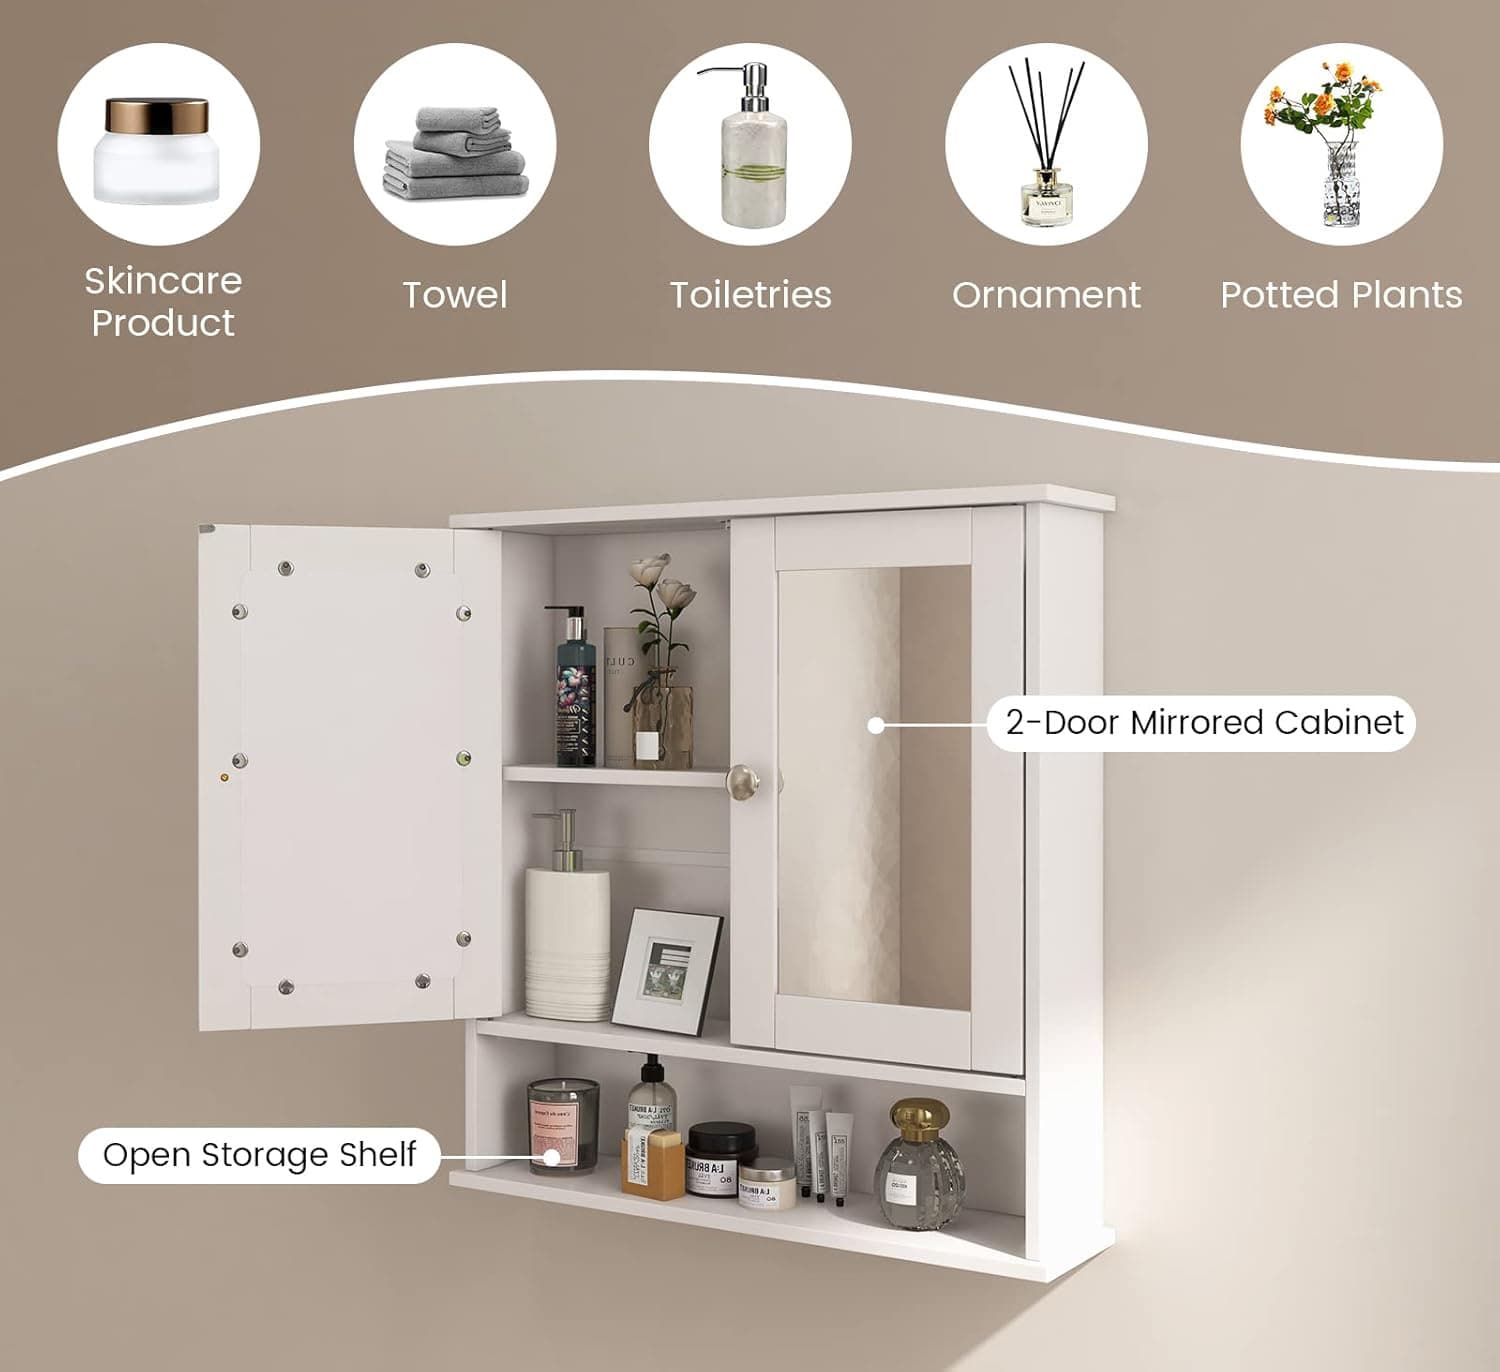 Skincare
Product
Towel
Toiletries
Ornament
Potted Plants
2-Door Mirrored Cabinet
Open Storage Shelf